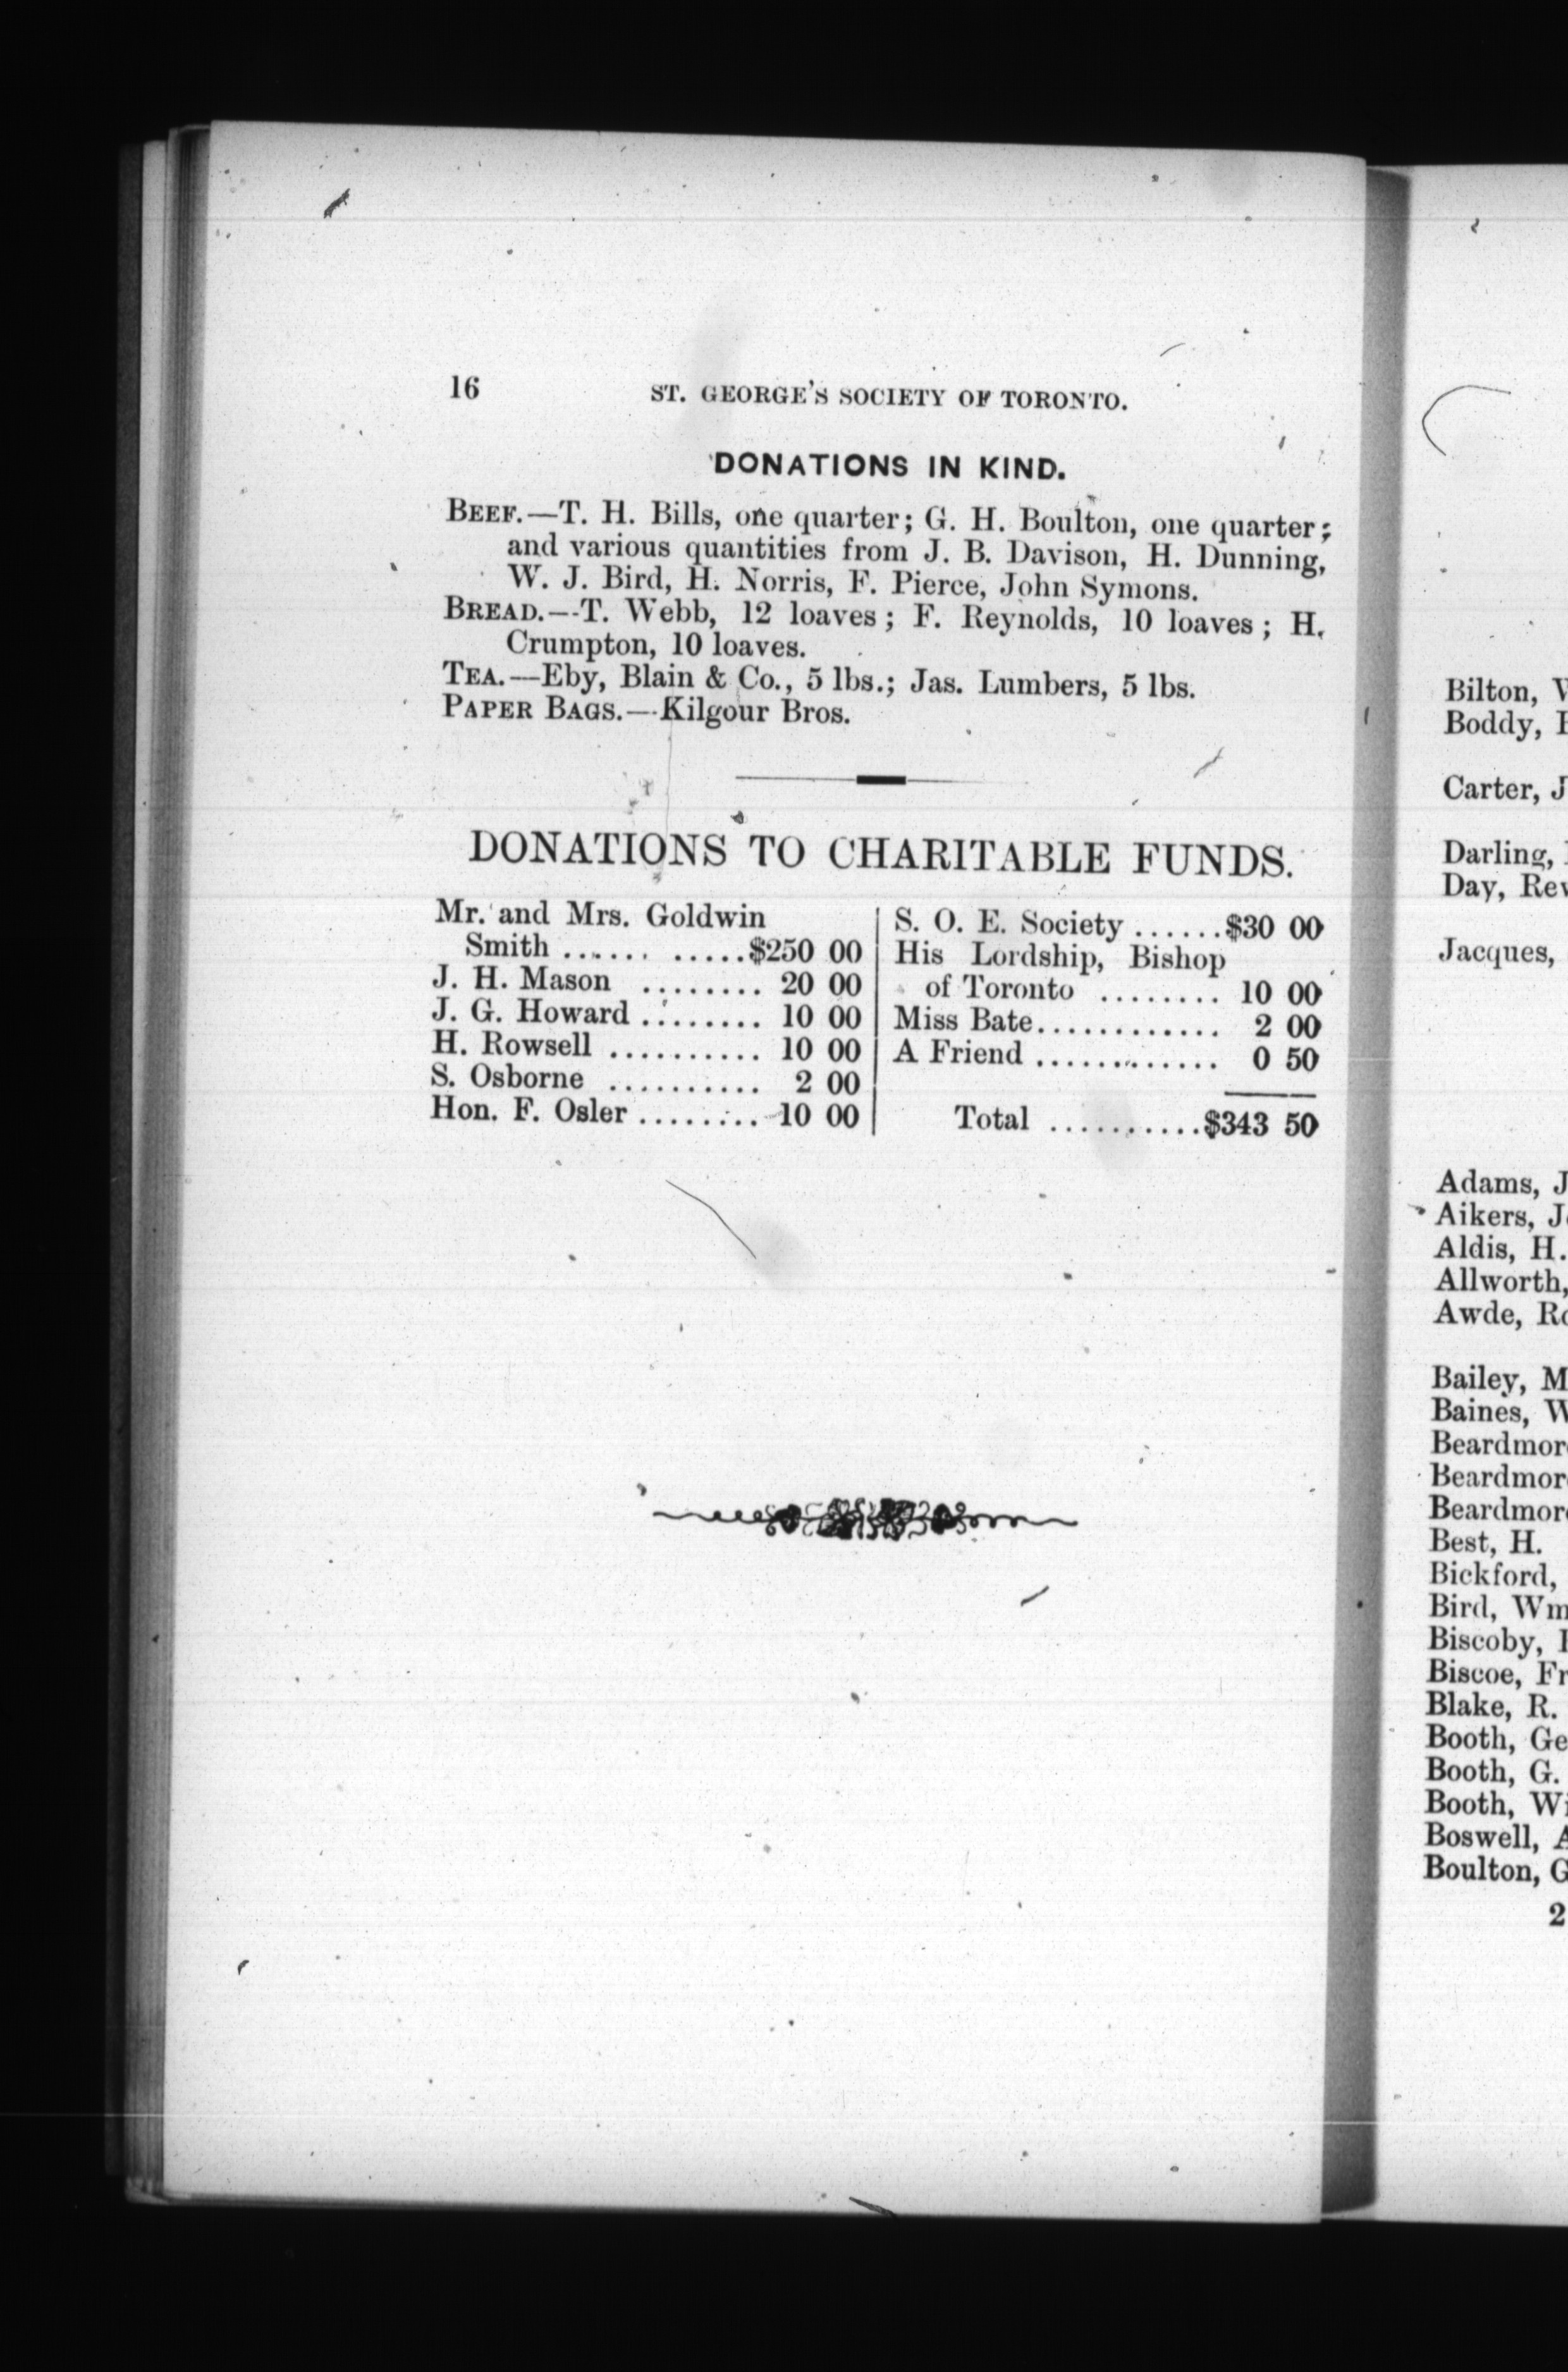 16 ST. GEORGE'S SOCIETY OF TORONTO.
DONATIONS IN KIND.
BEEF.—T. H. Bills, one quarter; G. H. Boulton, one quarter;
and various quantities from J. B. Davison, H. Dunning,
W. J. Bird, H. Norris, F. Pierce, John Symons.
BREAD.—T. Webb, 12 loaves; F. Reynolds, 10 loaves; H.
Crumpton, 10 loaves.
TEA.—Eby, Blain & Co., 5 lbs.; Jas. Lumbers, 5 lbs.
PAPER BAGS.—Kilgour Bros.
DONATIONS TO CHARITABLE FUNDS.
Mr. and Mrs. Goldwin
Smith ...... .....$250 00
J. H. Mason ........ 20 00
J. G. Howard ........ 10 00
H. Rowsell .......... 10 00
S. Osborne .......... 2 00
Hon. F. Osler ........ 10 00
S. O. E. Society ......$30 00
His Lordship, Bishop
of Toronto ........ 10 00
Miss Bate............ 2 00
A Friend ............ 0 50
Total ..........$343 50
Bilton,
Boddy,
Carter, J
Darling,
Day, Rev
Jacques,
Adams, J
Aikers, J
Aldis, H.
Allworth,
Awde, Ro
Bailey, M
Baines, W
Beardmor
Beardmor
Beardmor
Best, H.
Bickford,
Bird, Wm
Biscoby,
Biscoe, Fr
Blake, R.
Booth, Ge
Booth, G.
Booth, Wi
Boswell, A
Boulton, G
2